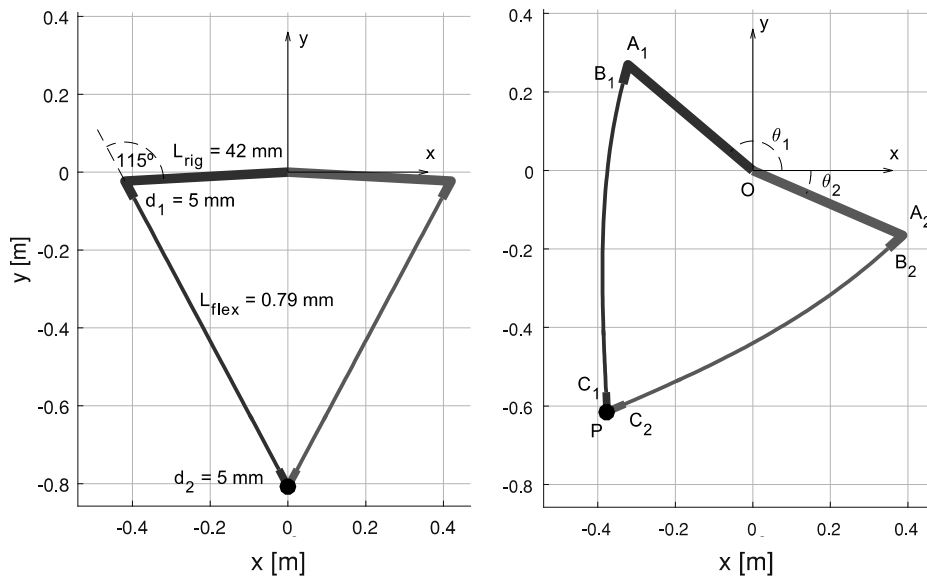 0.4
0.2
0
-0.2
-0.4
-0.6
-0.8
y [m]
-0.4
-0.2
0
0.2
0.4
x [m]
y
x
115º
L_rig = 42 mm
d_1 = 5 mm
L_flex = 0.79 mm
d_2 = 5 mm
0.4
0.2
0
-0.2
-0.4
-0.6
-0.8
-0.4
-0.2
0
0.2
0.4
x [m]
y
A_1
B_1
θ_1
x
θ_2
O
A_2
B_2
C_1
P
C_2